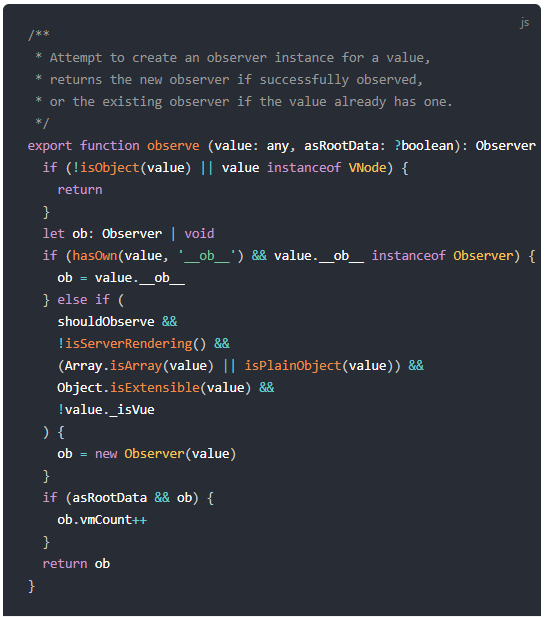 js
/**
 * Attempt to create an observer instance for a value,
 * returns the new observer if successfully observed,
 * or the existing observer if the value already has one.
 */
export function observe (value: any, asRootData: ?boolean): Observer
  if (!isObject(value) || value instanceof VNode) {
    return
  }
  let ob: Observer | void
  if (hasOwn(value, '__ob__') && value.__ob__ instanceof Observer) {
    ob = value.__ob__
  } else if (
    shouldObserve &&
    !isServerRendering() &&
    (Array.isArray(value) || isPlainObject(value)) &&
    Object.isExtensible(value) &&
    !value._isVue
  ) {
    ob = new Observer(value)
  }
  if (asRootData && ob) {
    ob.vmCount++
  }
  return ob
}